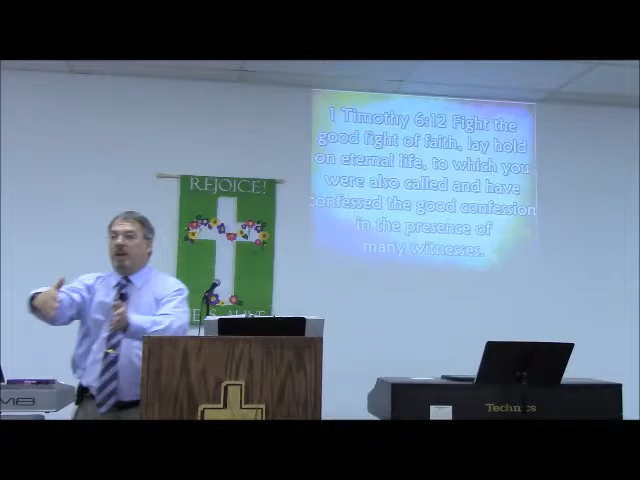 1 Timothy 6:12 Fight the
good fight of faith, lay hold
on eternal life, to which you
were also called and have
confessed the good confession
in the presence of
many witnesses.
REJOICE!
Technics